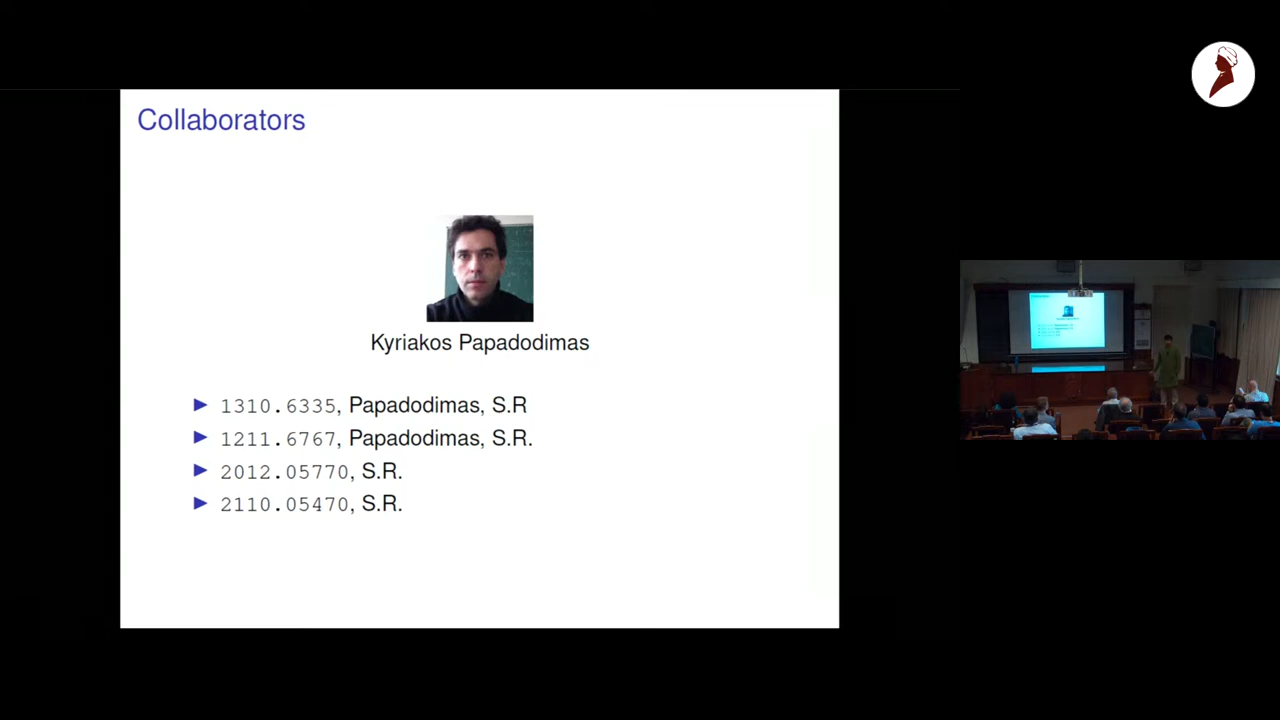 Collaborators
Kyriakos Papadodimas
1310.6335, Papadodimas, S.R
1211.6767, Papadodimas, S.R.
2012.05770, S.R.
2110.05470, S.R.